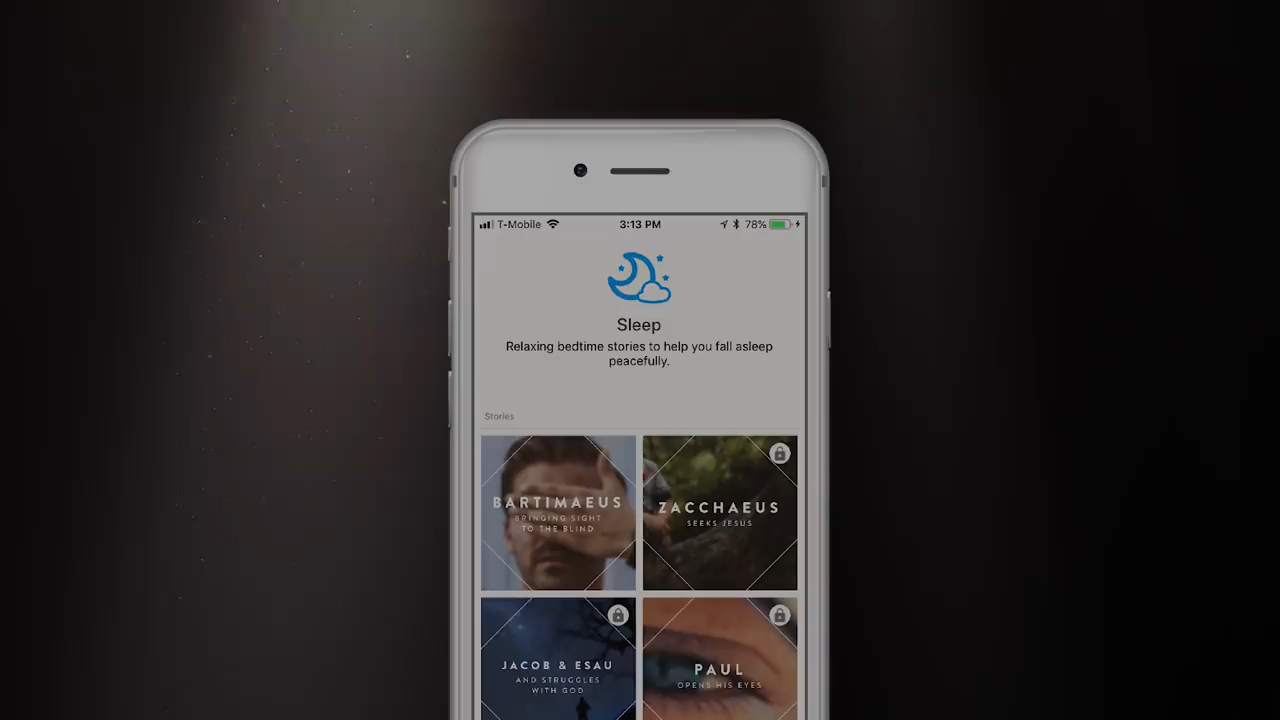 T-Mobile 3:13 PM 78%
Sleep
Relaxing bedtime stories to help you fall asleep
peacefully.
Stories
BARTIMAEUS
BRINGING SIGHT
TO THE BLIND
ZACCHAEUS
SEEKS JESUS
JACOB & ESAU
AND STRUGGLES
WITH GOD
PAUL
OPENS HIS EYES